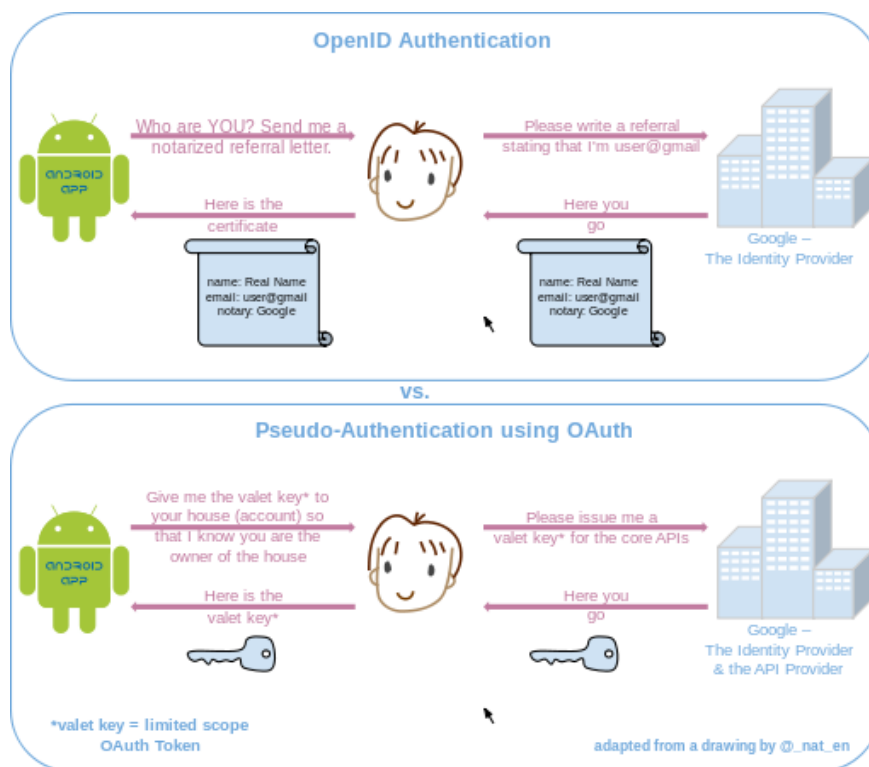 OpenID Authentication
Who are YOU? Send me a
notarized referral letter.
Please write a referral
stating that I'm user@gmail
ANDROID
APP
Here is the
certificate
Here you
go
Google –
The Identity Provider
name: Real Name
email: user@gmail
notary: Google
name: Real Name
email: user@gmail
notary: Google
vs.
Pseudo-Authentication using OAuth
Give me the valet key* to
your house (account) so
that I know you are the
owner of the house
Please issue me a
valet key* for the core APIs
ANDROID
APP
Here is the
valet key*
Here you
go
Google –
The Identity Provider
& the API Provider
*valet key = limited scope
OAuth Token
adapted from a drawing by @_nat_en